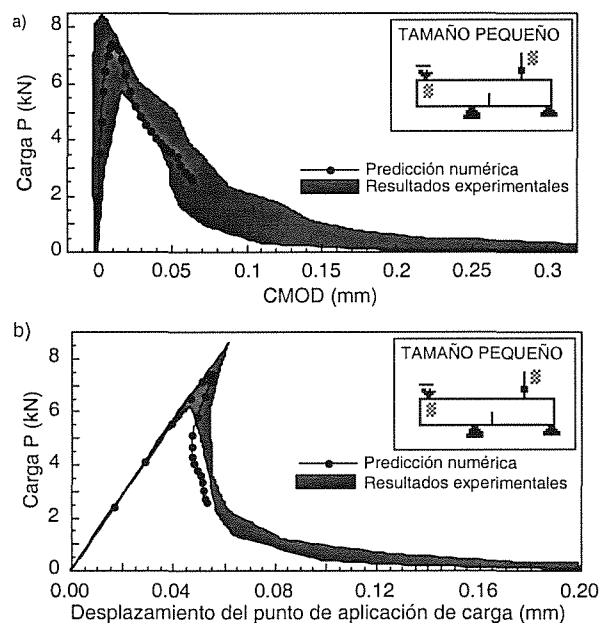 a)
8
6
4
2
0
Carga P (kN)
TAMAÑO PEQUEÑO
Predicción numérica
Resultados experimentales
0 0.05 0.1 0.15 0.2 0.25 0.3
CMOD (mm)
b)
8
6
4
2
0
Carga P (kN)
TAMAÑO PEQUEÑO
Predicción numérica
Resultados experimentales
0.00 0.04 0.08 0.12 0.16 0.20
Desplazamiento del punto de aplicación de carga (mm)